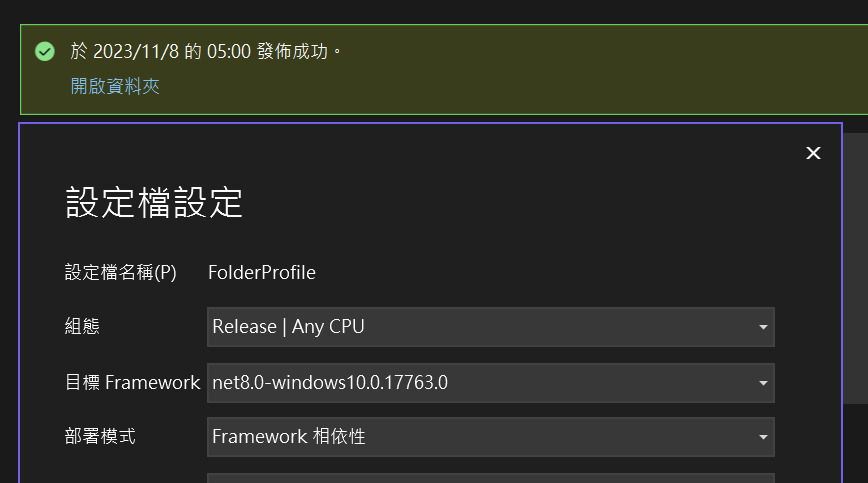 於 2023/11/8 的 05:00 發佈成功。
開啟資料夾
設定檔設定
設定檔名稱(P) FolderProfile
組態 Release | Any CPU
目標 Framework net8.0-windows10.0.17763.0
部署模式 Framework 相依性